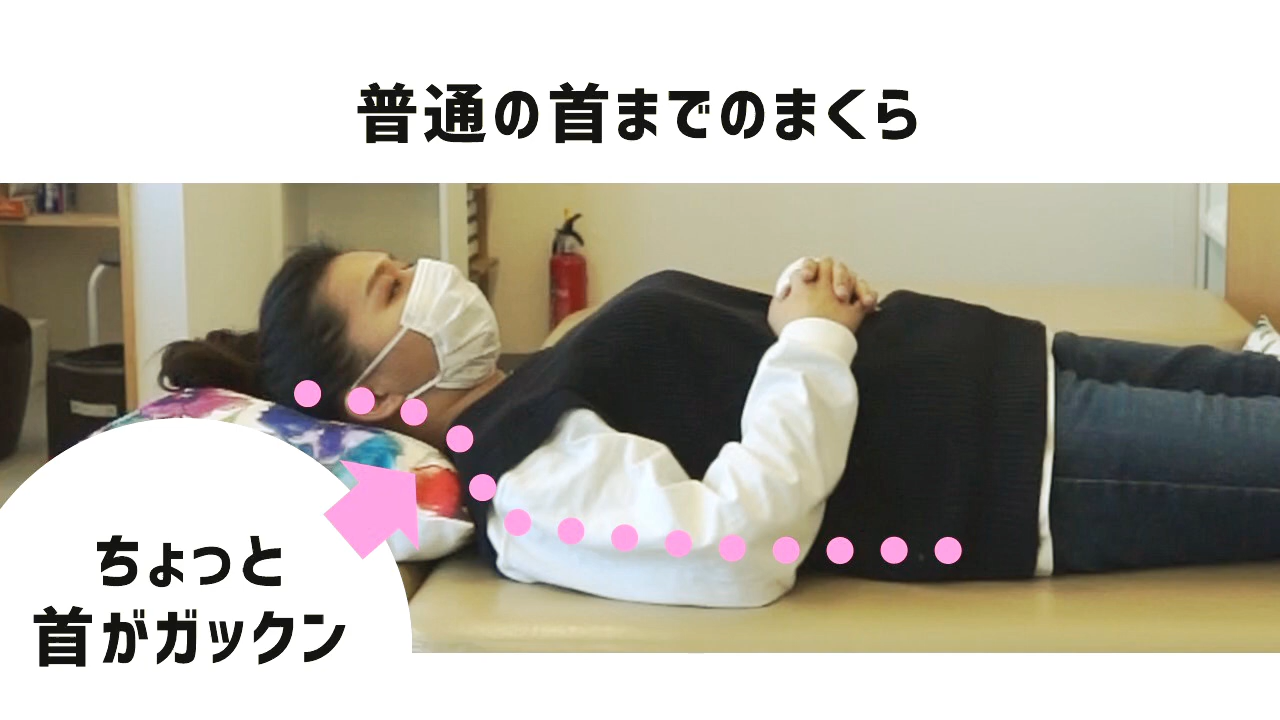 普通の首までのまくら
ちょっと
首がガックン